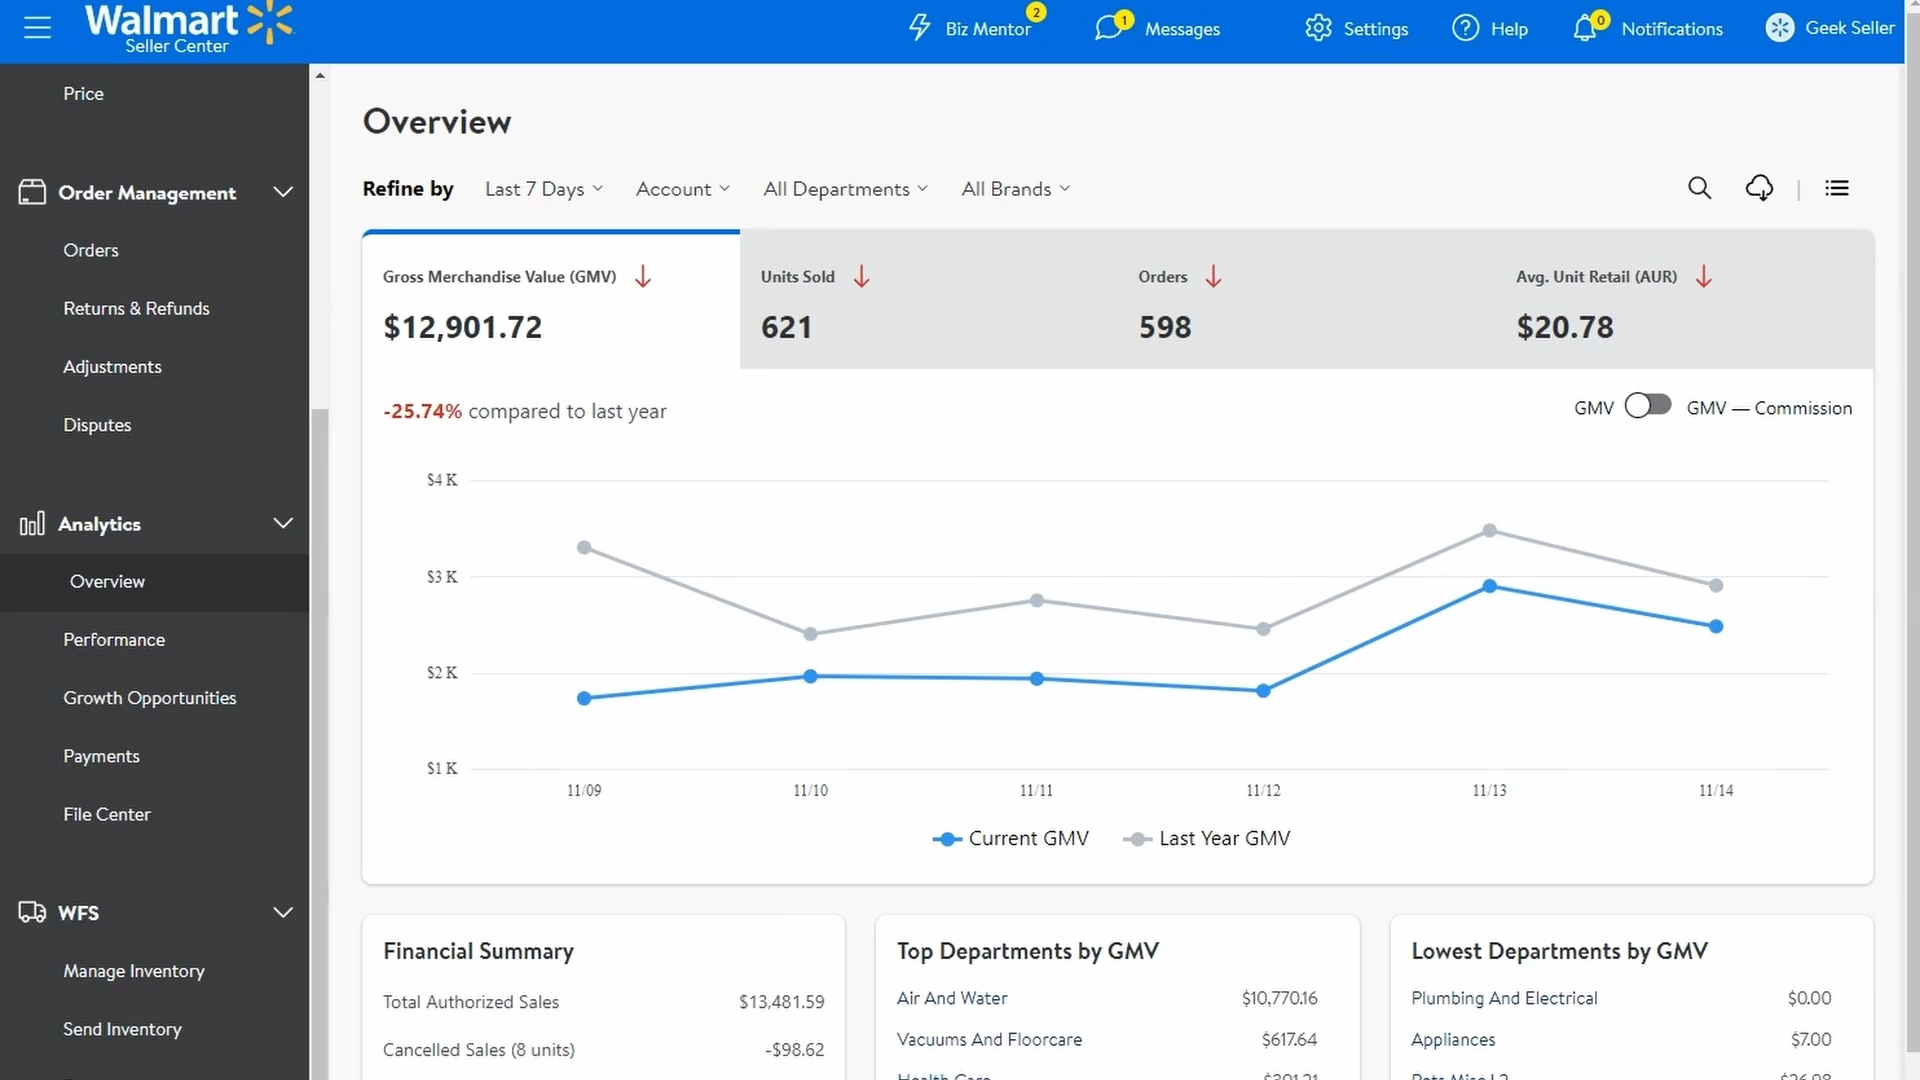 Walmart
Seller Center
Biz Mentor 2
1 Messages
Settings
Help
0 Notifications
Geek Seller
Price
Order Management
Orders
Returns & Refunds
Adjustments
Disputes
Analytics
Overview
Performance
Growth Opportunities
Payments
File Center
WFS
Manage Inventory
Send Inventory
Overview
Refine by Last 7 Days Account All Departments All Brands
Gross Merchandise Value (GMV)
$12,901.72
Units Sold
621
Orders
598
Avg. Unit Retail (AUR)
$20.78
-25.74% compared to last year
GMV GMV — Commission
$4 K
$3 K
$2 K
$1 K
11/09 11/10 11/11 11/12 11/13 11/14
Current GMV Last Year GMV
Financial Summary
Total Authorized Sales $13,481.59
Cancelled Sales (8 units) -$98.62
Top Departments by GMV
Air And Water $10,770.16
Vacuums And Floorcare $617.64
Health Care
Lowest Departments by GMV
Plumbing And Electrical $0.00
Appliances $7.00